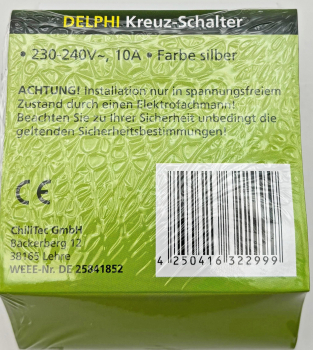 DELPHI Kreuz-Schalter
• 230-240V~, 10A • Farbe silber
ACHTUNG! Installation nur in spannungsfreiem
Zustand durch einen Elektrofachmann!
Beachten Sie zu Ihrer Sicherheit unbedingt die
geltenden Sicherheitsbestimmungen!
CE
ChiliTec GmbH
Bäckerberg 12
38165 Lehre
WEEE-Nr. DE 25841852
4 250416 322999